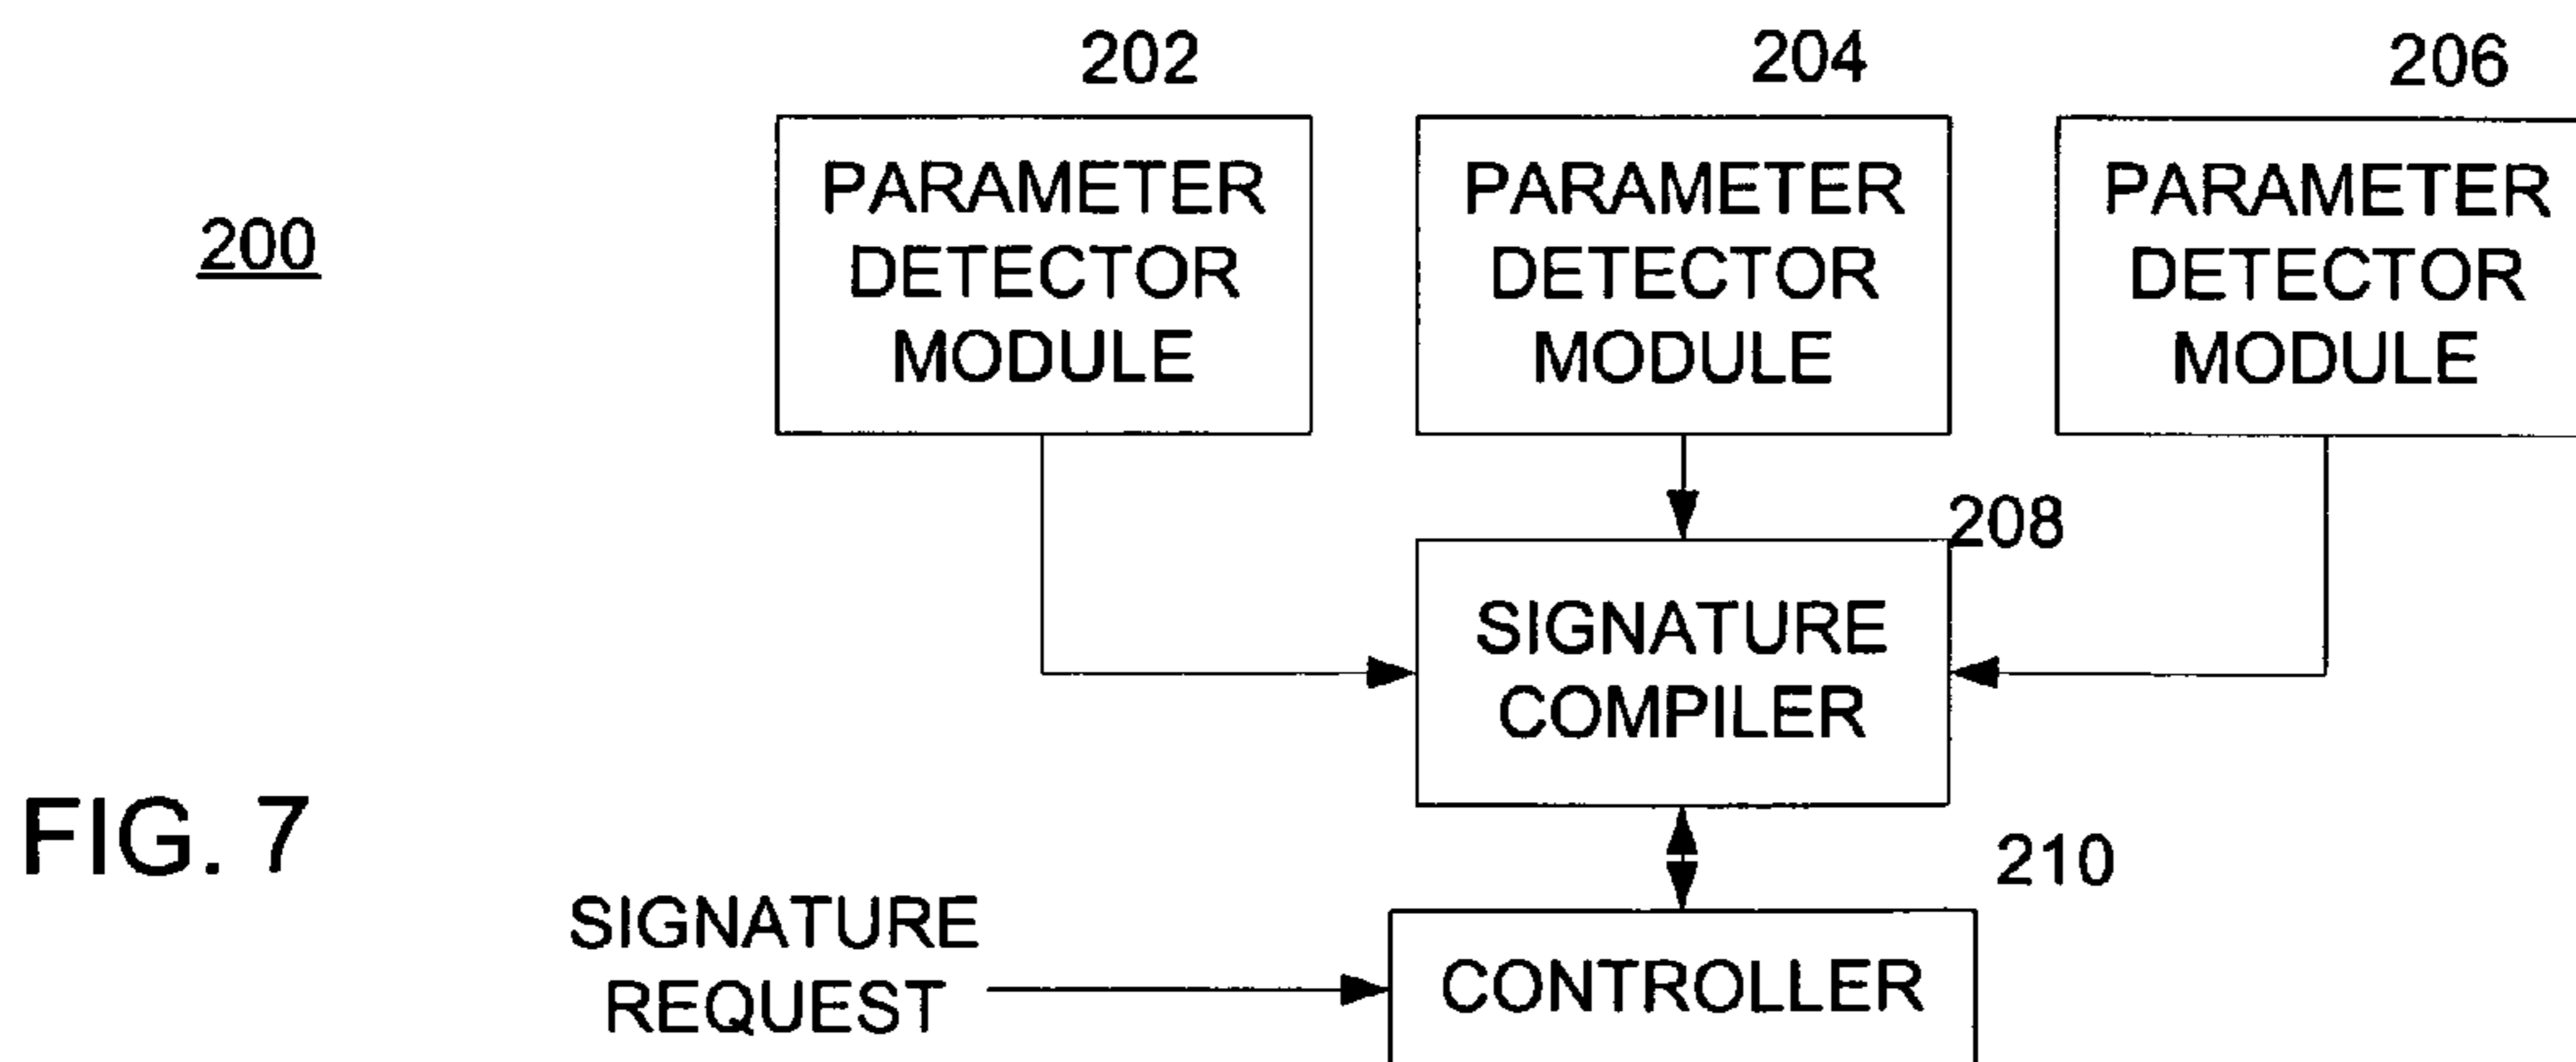 202
204
206
200
PARAMETER
DETECTOR
MODULE
PARAMETER
DETECTOR
MODULE
PARAMETER
DETECTOR
MODULE
208
SIGNATURE
COMPILER
FIG. 7
210
SIGNATURE
REQUEST
CONTROLLER